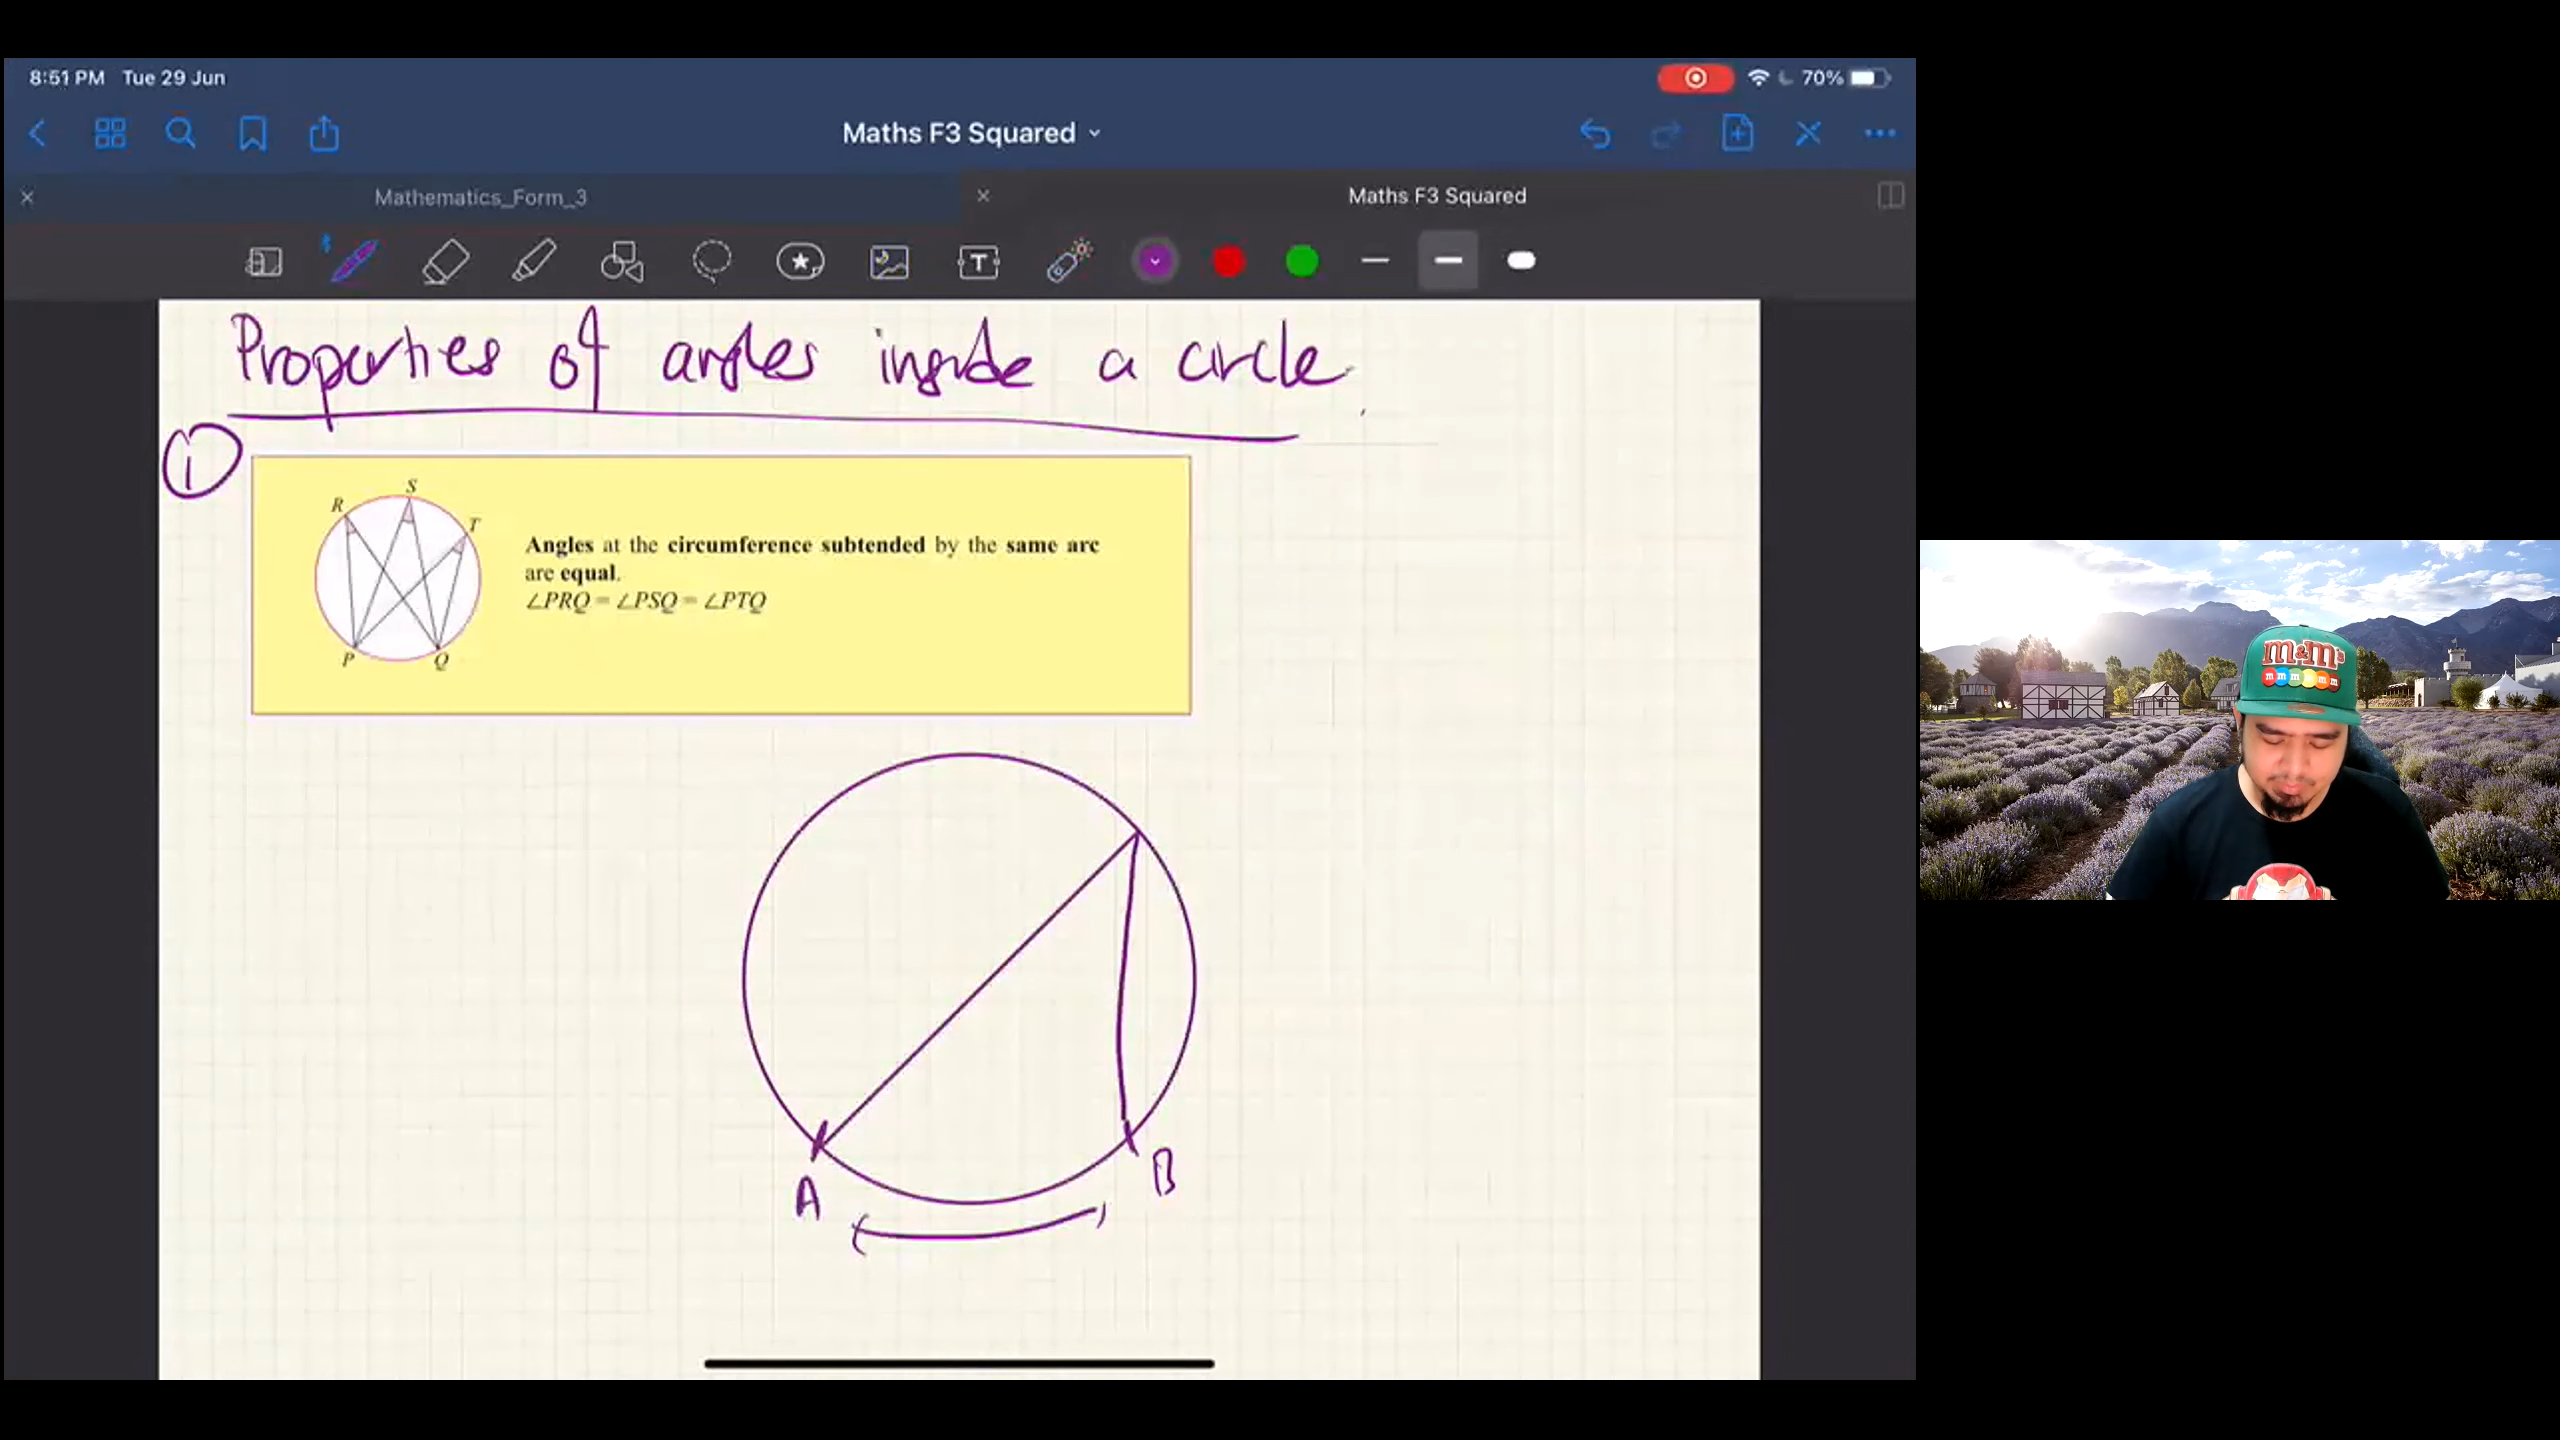 8:51 PM Tue 29 Jun
70%
Maths F3 Squared
Mathematics_Form_3
Maths F3 Squared
T
Properties of angles inside a circle.
1
R
S
T
P
Q
Angles at the circumference subtended by the same arc
are equal.
∠PRQ = ∠PSQ = ∠PTQ
A
B
m&m's
m m m m m